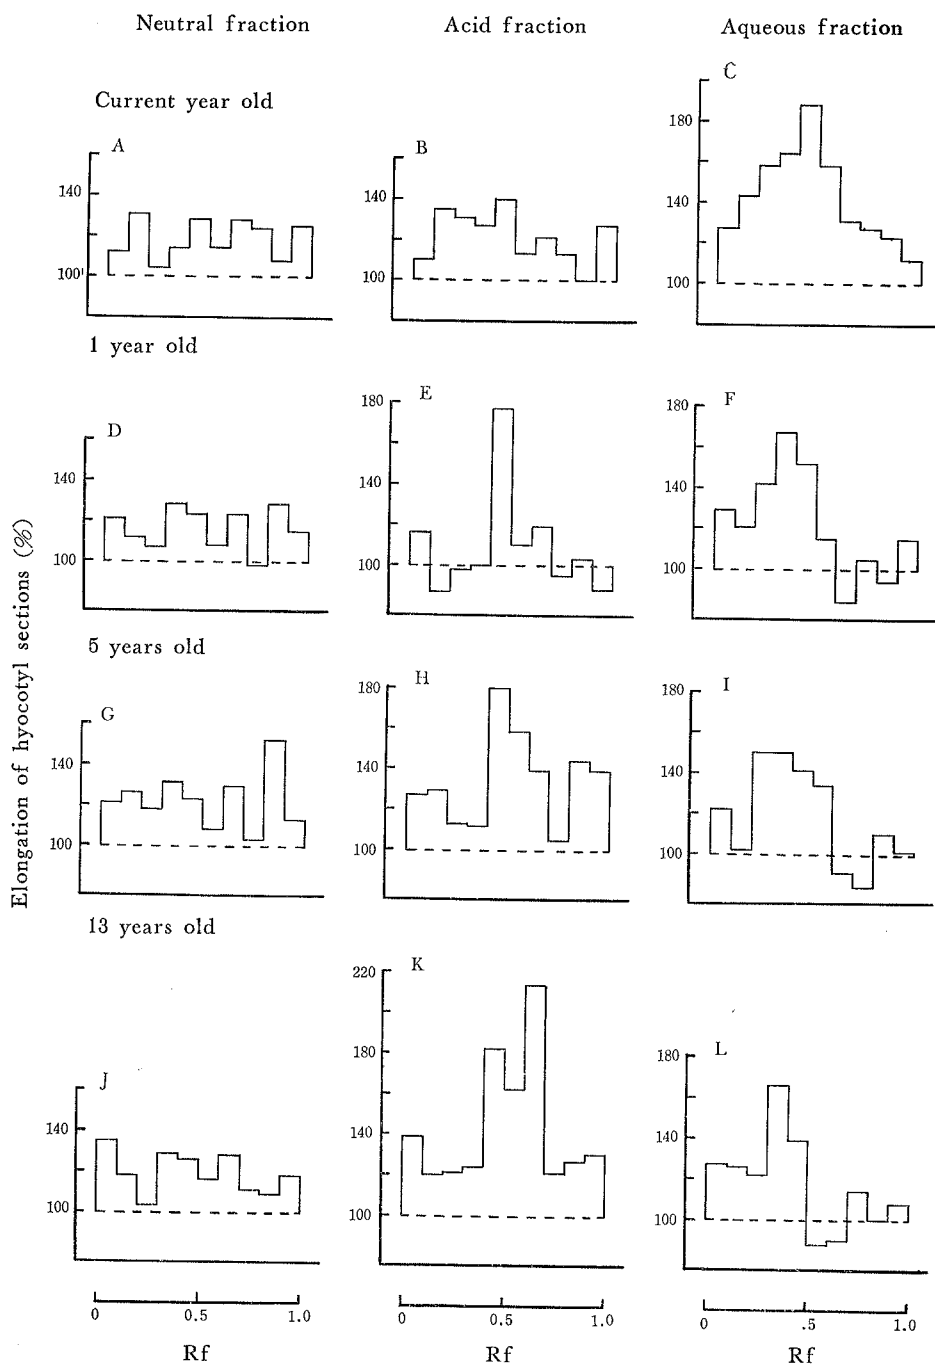 Neutral fraction
Acid fraction
Aqueous fraction
Current year old
A
140
100
B
140
100
C
180
140
100
1 year old
D
140
100
E
180
140
100
F
180
140
100
5 years old
G
140
100
H
180
140
100
I
180
140
100
13 years old
J
140
100
K
220
180
140
100
L
180
140
100
0 0.5 1.0
Rf
0 0.5 1.0
Rf
0 .5 1.0
Rf
Elongation of hyocotyl sections (%)